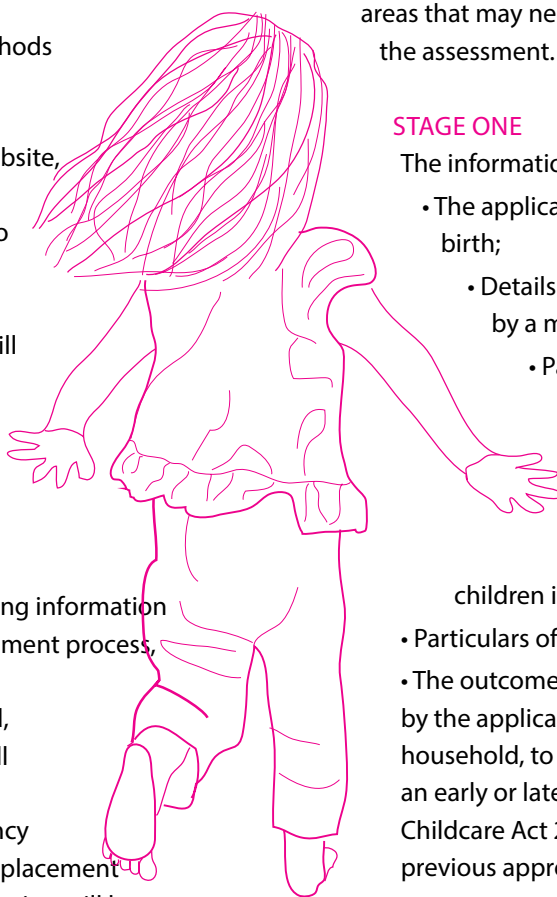 hods
bsite,
o
ill
ng information
ment process,
l,
ll
ncy
placement
areas that may ne
the assessment.
STAGE ONE
The informatio
• The applica
birth;
• Details
by a m
• Pa
children i
• Particulars of
• The outcome
by the applica
household, to
an early or late
Childcare Act 2
previous appro